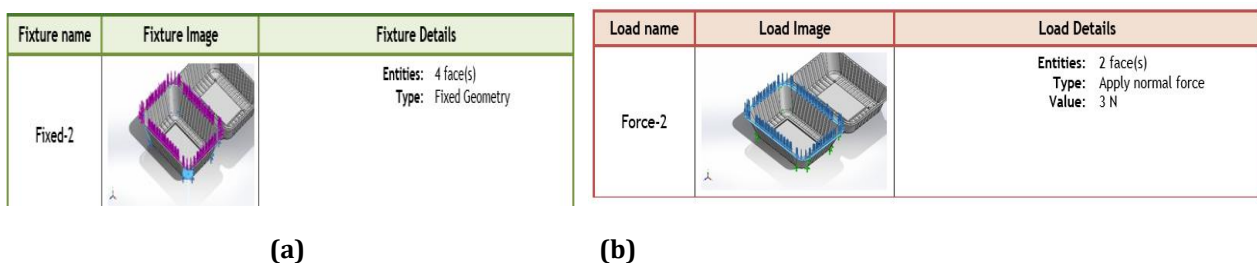 Fixture name Fixture Image Fixture Details
Fixed-2
Entities: 4 face(s)
Type: Fixed Geometry
Load name Load Image Load Details
Force-2
Entities: 2 face(s)
Type: Apply normal force
Value: 3 N
(a) (b)